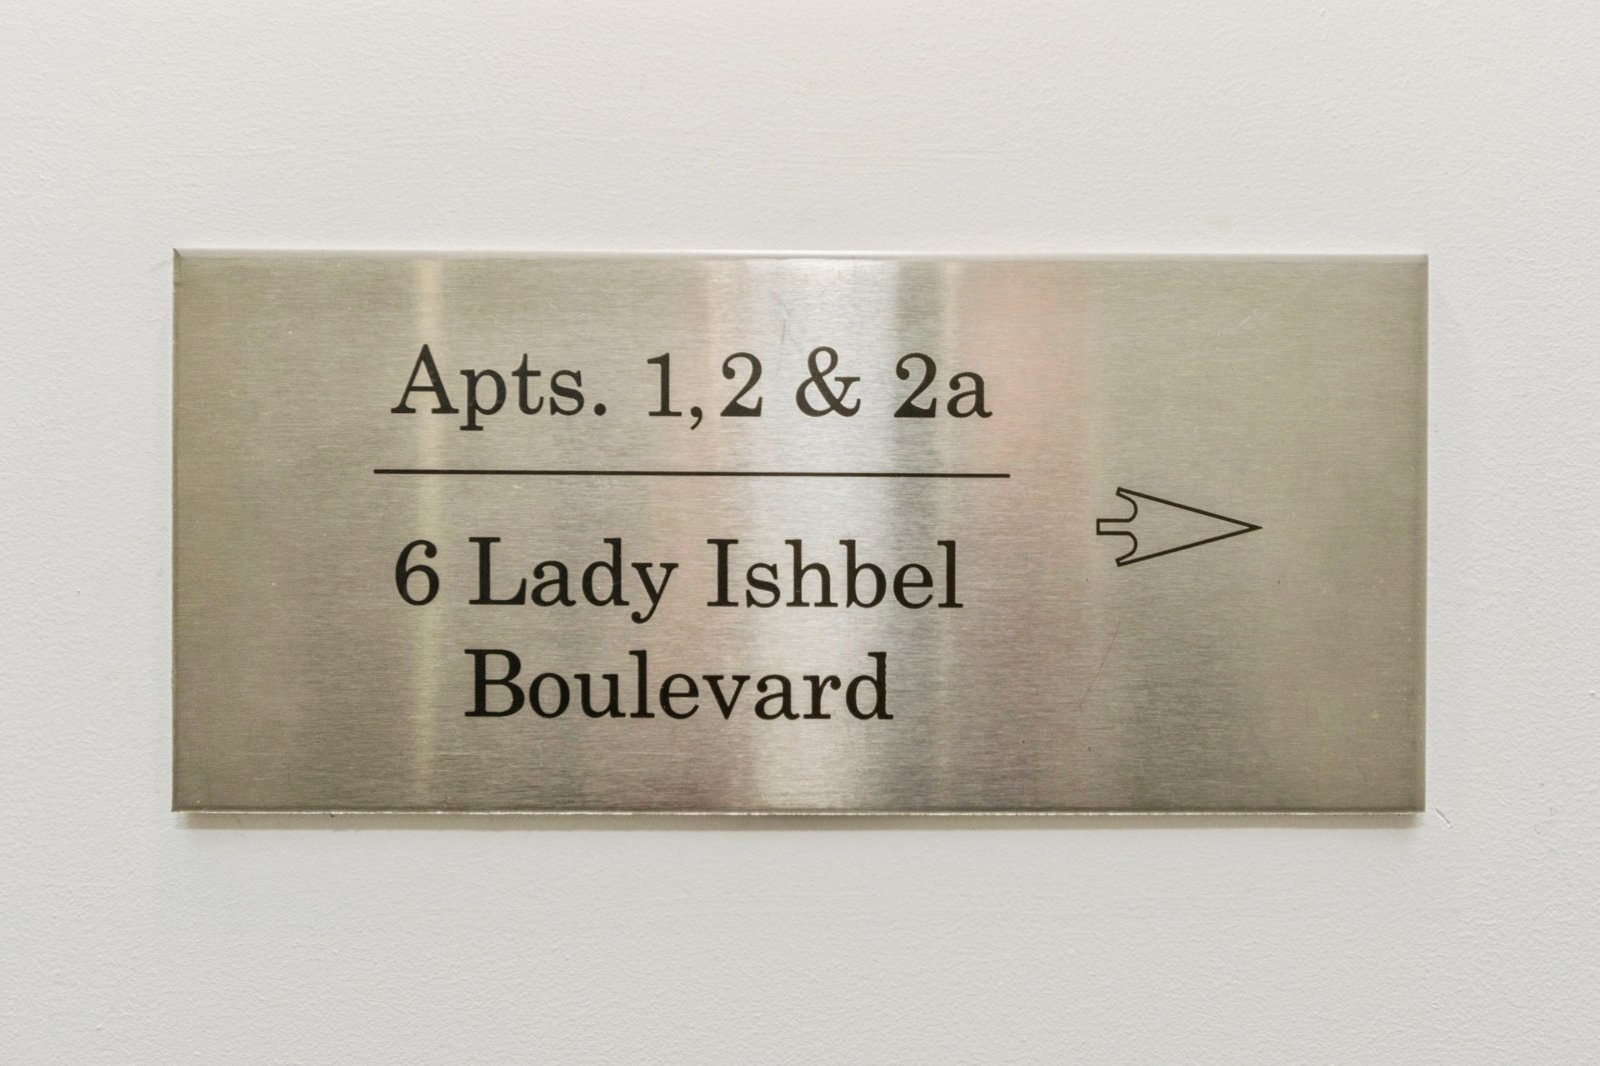 Apts. 1,2 & 2a
6 Lady Ishbel
Boulevard